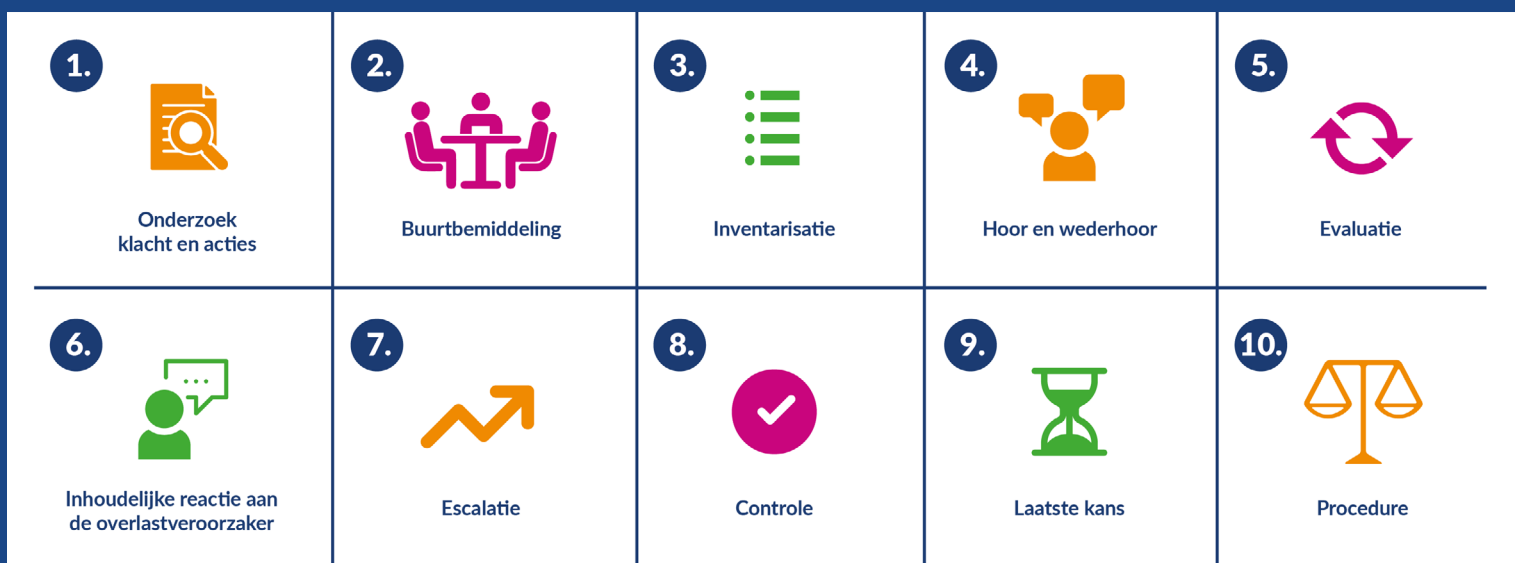 1.
Onderzoek
klacht en acties
2.
Buurtbemiddeling
3.
Inventarisatie
4.
Hoor en wederhoor
5.
Evaluatie
6.
Inhoudelijke reactie aan
de overlastveroorzaker
7.
Escalatie
8.
Controle
9.
Laatste kans
10.
Procedure